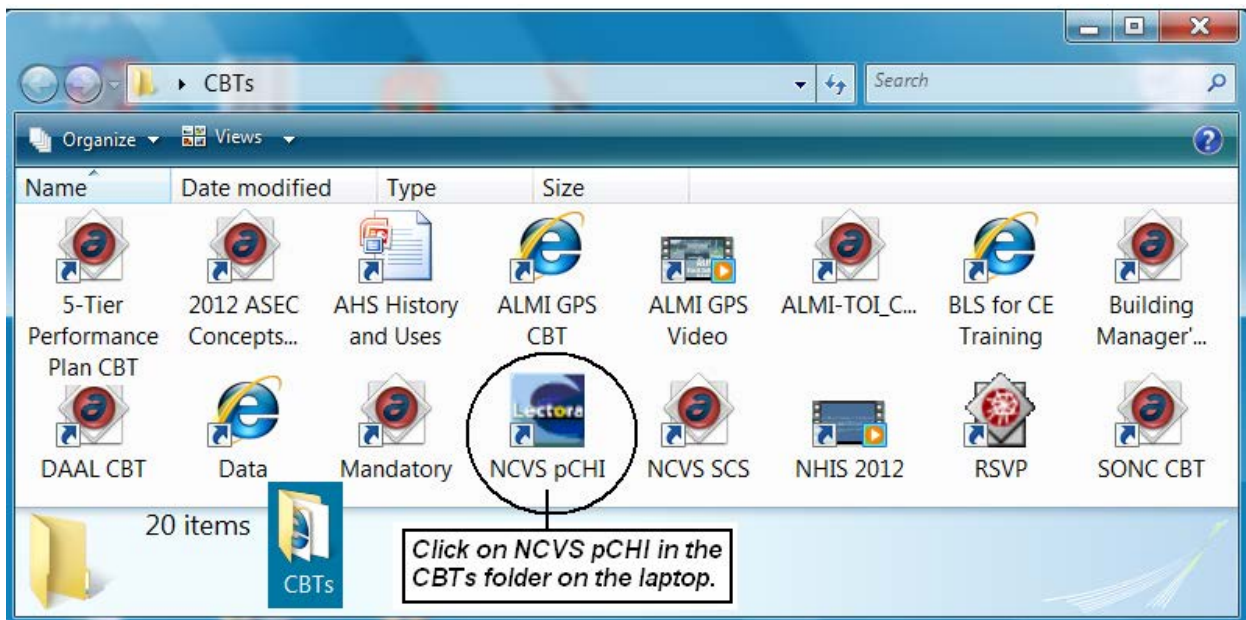 CBTs
Search
Organize
Views
Name
Date modified
Type
Size
5-Tier
Performance
Plan CBT
2012 ASEC
Concepts...
AHS History
and Uses
ALMI GPS
CBT
ALMI GPS
Video
ALMI-TOI_C...
BLS for CE
Training
Building
Manager'...
DAAL CBT
Data
Mandatory
Lectora
NCVS pCHI
NCVS SCS
NHIS 2012
RSVP
SONC CBT
20 items
CBTs
Click on NCVS pCHI in the
CBTs folder on the laptop.